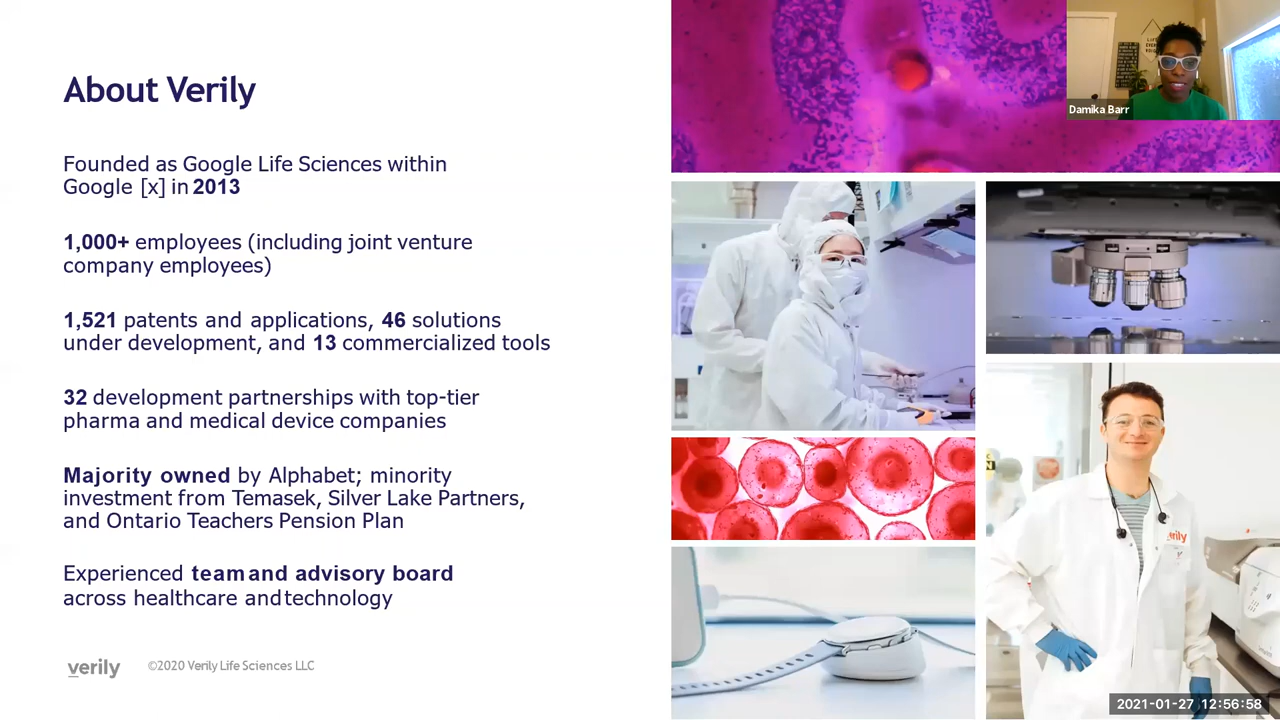 About Verily
Founded as Google Life Sciences within
Google [x] in 2013
1,000+ employees (including joint venture
company employees)
1,521 patents and applications, 46 solutions
under development, and 13 commercialized tools
32 development partnerships with top-tier
pharma and medical device companies
Majority owned by Alphabet; minority
investment from Temasek, Silver Lake Partners,
and Ontario Teachers Pension Plan
Experienced team and advisory board
across healthcare and technology
verily ©2020 Verily Life Sciences LLC
Damika Barr
verily
2021-01-27 12:56:58